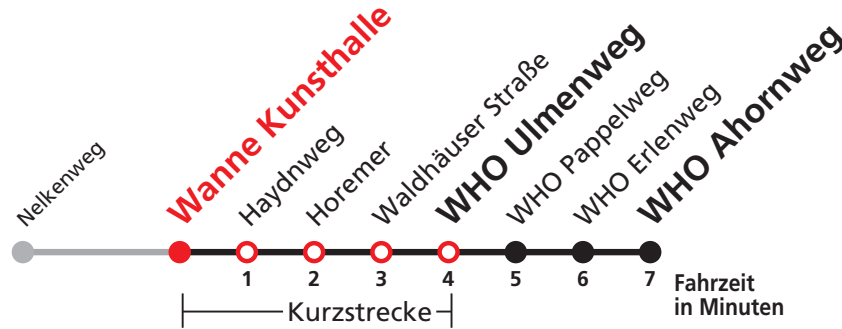 Nelkenweg
Wanne Kunsthalle
Haydnweg
Horemer
Waldhäuser Straße
WHO Ulmenweg
WHO Pappelweg
WHO Erlenweg
WHO Ahornweg
1 2 3 4 5 6 7
Fahrzeit
in Minuten
Kurzstrecke